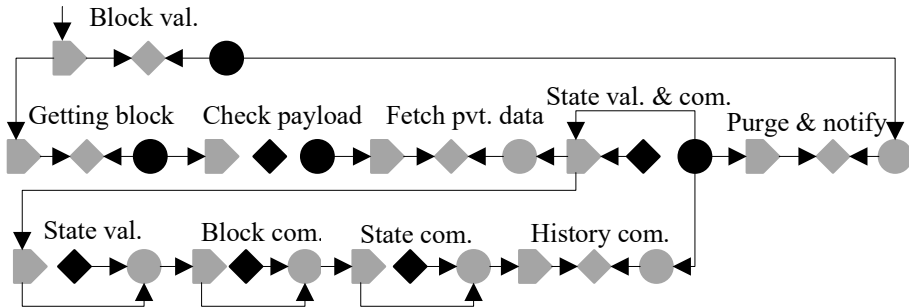 Block val.
Getting block
Check payload
Fetch pvt. data
State val. & com.
Purge & notify
State val.
Block com.
State com.
History com.